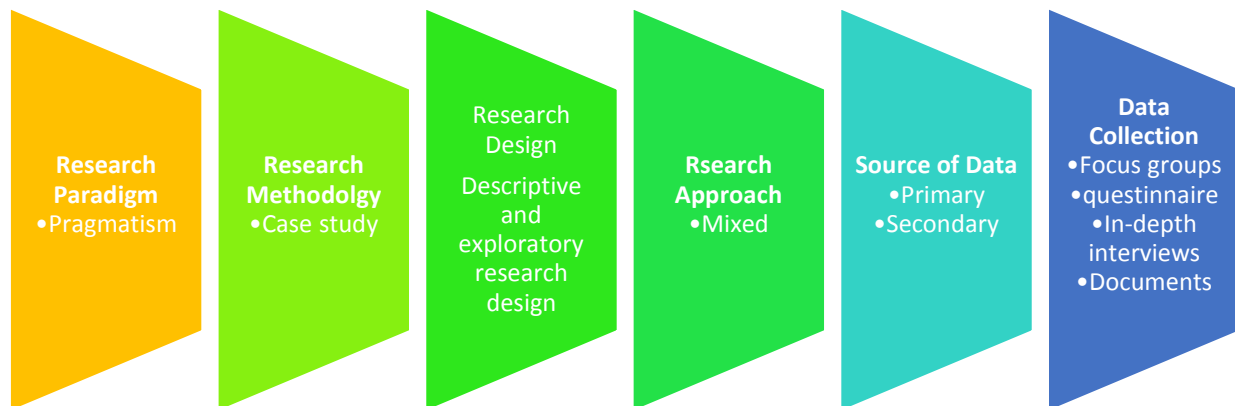 Research
Paradigm
•Pragmatism
Research
Methodolgy
•Case study
Research
Design
Descriptive
and
exploratory
research
design
Rsearch
Approach
•Mixed
Source of Data
•Primary
•Secondary
Data
Collection
•Focus groups
•questinnaire
•In-depth
interviews
•Documents